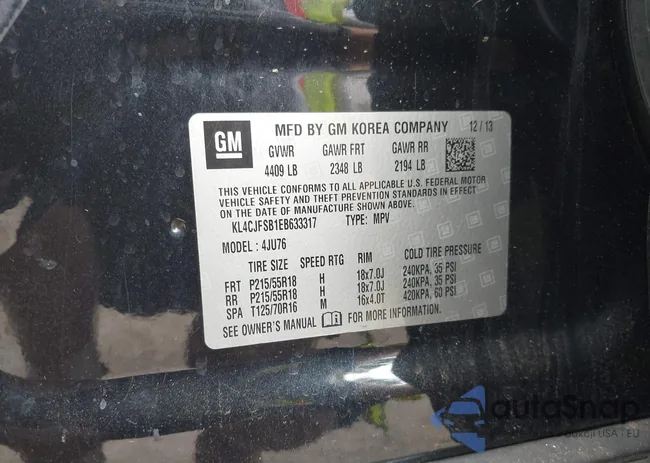 GM
MFD BY GM KOREA COMPANY 12/13
GVWR GAWR FRT GAWR RR
4409 LB 2348 LB 2194 LB
THIS VEHICLE CONFORMS TO ALL APPLICABLE U.S. FEDERAL MOTOR
VEHICLE SAFETY AND THEFT PREVENTION STANDARDS IN EFFECT
ON THE DATE OF MANUFACTURE SHOWN ABOVE.
KL4CJFSB1EB633317 TYPE: MPV
MODEL: 4JU76
TIRE SIZE SPEED RTG RIM COLD TIRE PRESSURE
FRT P215/55R18 H 18x7.0J 240KPA, 35 PSI
RR P215/55R18 H 18x7.0J 240KPA, 35 PSI
SPA T125/70R16 M 16x4.0T 420KPA, 60 PSI
SEE OWNER'S MANUAL FOR MORE INFORMATION.
autoSnap
USA - EU